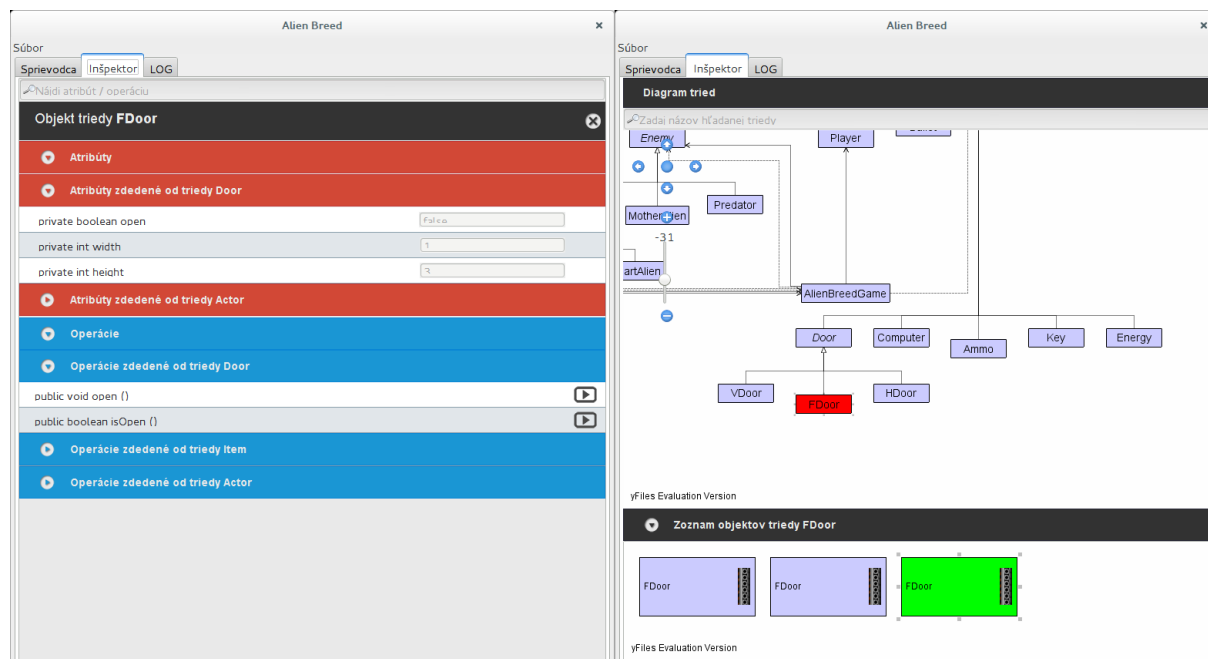 Alien Breed
Súbor
Sprievodca Inšpektor LOG
Nájdi atribút / operáciu
Objekt triedy FDoor
Atribúty
Atribúty zdedené od triedy Door
private boolean open
private int width 1
private int height 3
Atribúty zdedené od triedy Actor
Operácie
Operácie zdedené od triedy Door
public void open ()
public boolean isOpen ()
Operácie zdedené od triedy Item
Operácie zdedené od triedy Actor
Alien Breed
Súbor
Sprievodca Inšpektor LOG
Diagram tried
Zadaj názov hľadanej triedy
Enemy
Player
Predator
-31
AlienBreedGame
Door
Computer
Ammo
Key
Energy
VDoor
FDoor
HDoor
yFiles Evaluation Version
Zoznam objektov triedy FDoor
FDoor
FDoor
FDoor
yFiles Evaluation Version